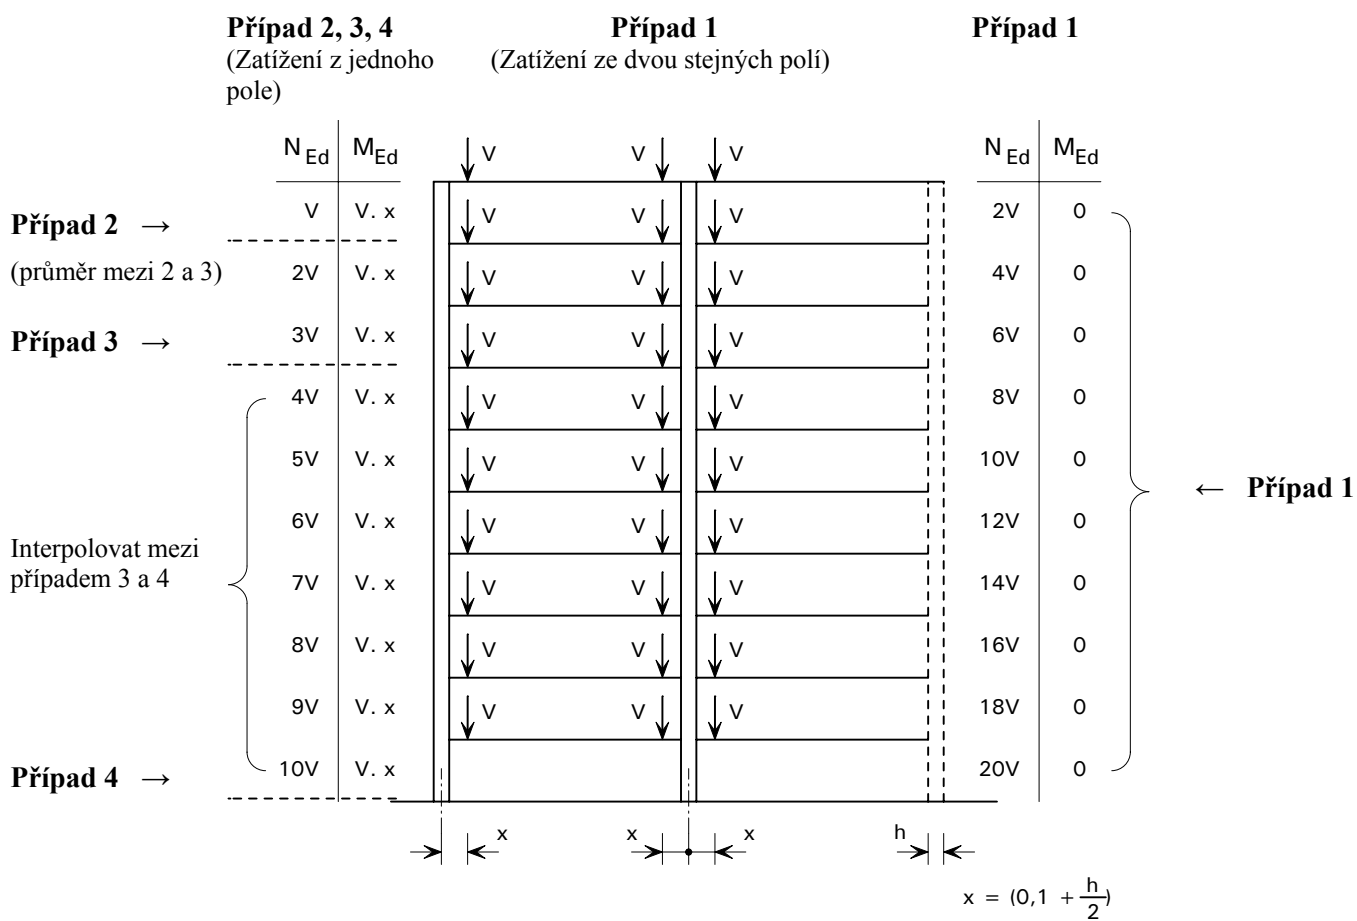 Případ 2, 3, 4 Případ 1 Případ 1
(Zatížení z jednoho (Zatížení ze dvou stejných polí)
pole)
N Ed M Ed V V V N Ed M Ed
V V. x V V V 2V 0
Případ 2 →
(průměr mezi 2 a 3) 2V V. x V V V 4V 0
Případ 3 → 3V V. x V V V 6V 0
4V V. x V V V 8V 0
5V V. x V V V 10V 0
← Případ 1
6V V. x V V V 12V 0
Interpolovat mezi
případem 3 a 4 7V V. x V V V 14V 0
8V V. x V V V 16V 0
9V V. x V V V 18V 0
Případ 4 → 10V V. x 20V 0
x x x h
x = (0,1 + h/2)